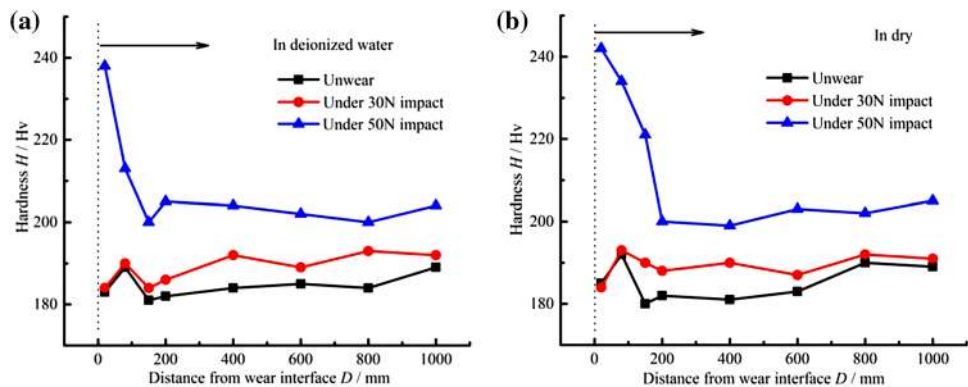 (a)
In deionized water
Unwear
Under 30N impact
Under 50N impact
240
220
200
180
0 200 400 600 800 1000
Hardness H / Hv
Distance from wear interface D / mm
(b)
In dry
Unwear
Under 30N impact
Under 50N impact
240
220
200
180
0 200 400 600 800 1000
Hardness H / Hv
Distance from wear interface D / mm